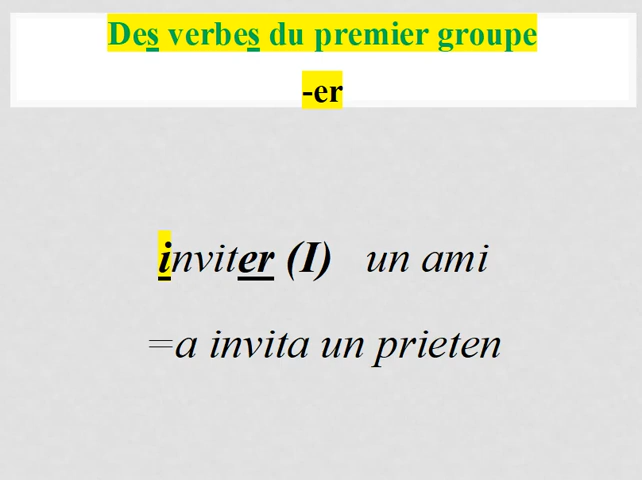 Des verbes du premier groupe
-er
inviter (I) un ami
=a invita un prieten